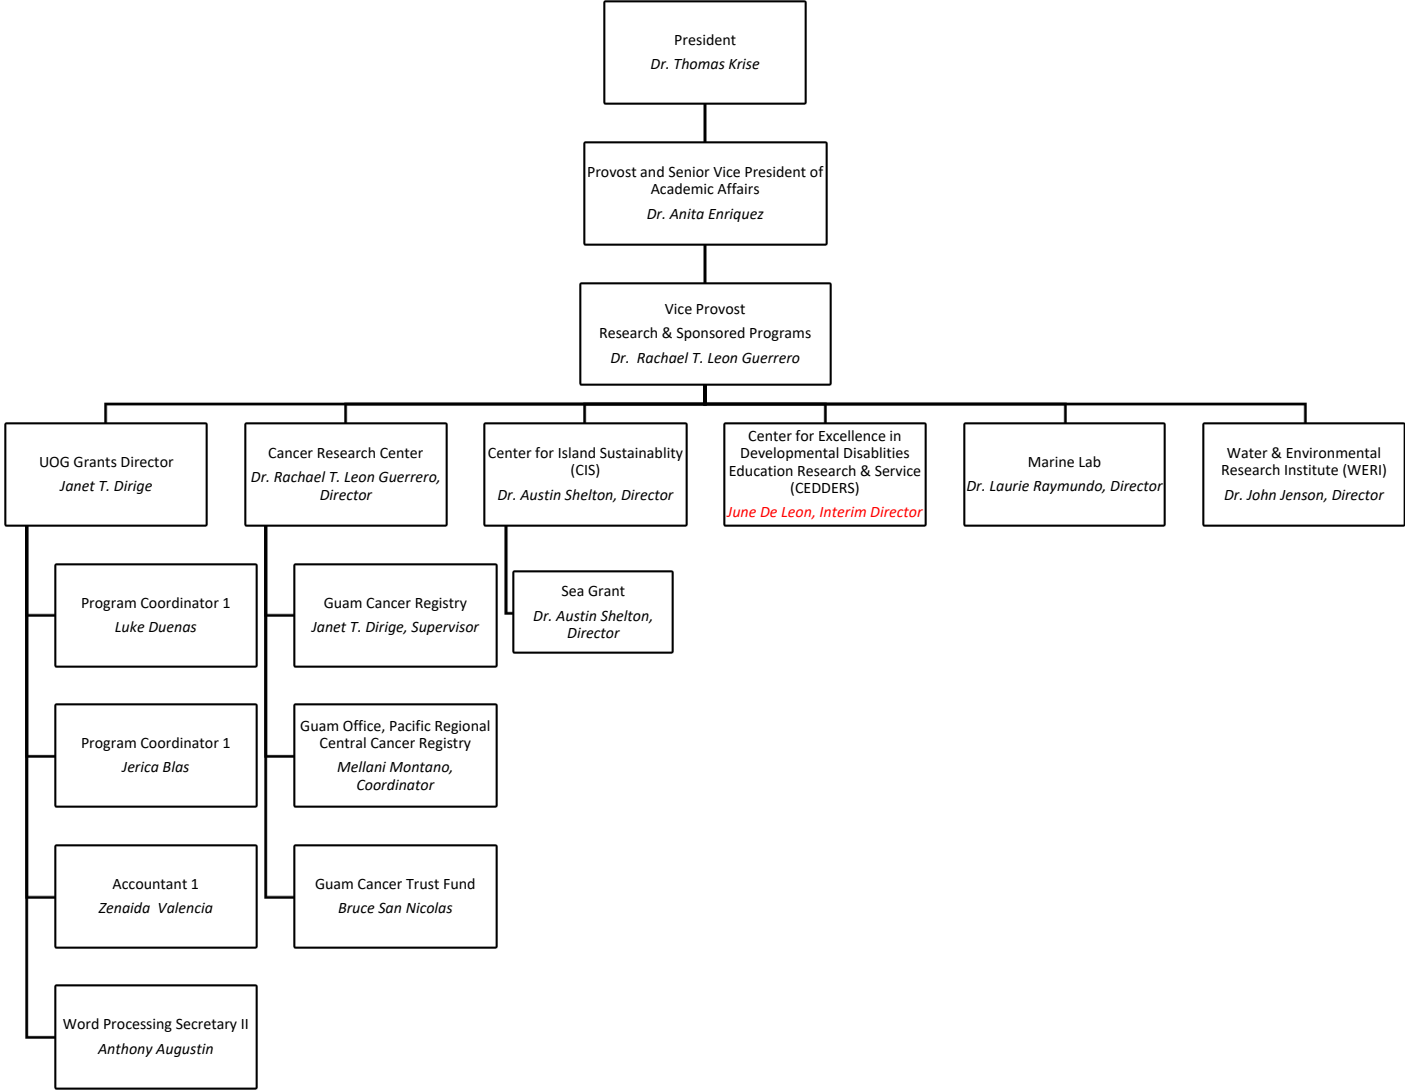 President
Dr. Thomas Krise
Provost and Senior Vice President of
Academic Affairs
Dr. Anita Enriquez
Vice Provost
Research & Sponsored Programs
Dr. Rachael T. Leon Guerrero
UOG Grants Director
Janet T. Dirige
Cancer Research Center
Dr. Rachael T. Leon Guerrero,
Director
Center for Island Sustainablity
(CIS)
Dr. Austin Shelton, Director
Center for Excellence in
Developmental Disablities
Education Research & Service
(CEDDERS)
June De Leon, Interim Director
Marine Lab
Dr. Laurie Raymundo, Director
Water & Environmental
Research Institute (WERI)
Dr. John Jenson, Director
Program Coordinator 1
Luke Duenas
Program Coordinator 1
Jerica Blas
Accountant 1
Zenaida Valencia
Word Processing Secretary II
Anthony Augustin
Guam Cancer Registry
Janet T. Dirige, Supervisor
Guam Office, Pacific Regional
Central Cancer Registry
Mellani Montano,
Coordinator
Guam Cancer Trust Fund
Bruce San Nicolas
Sea Grant
Dr. Austin Shelton,
Director